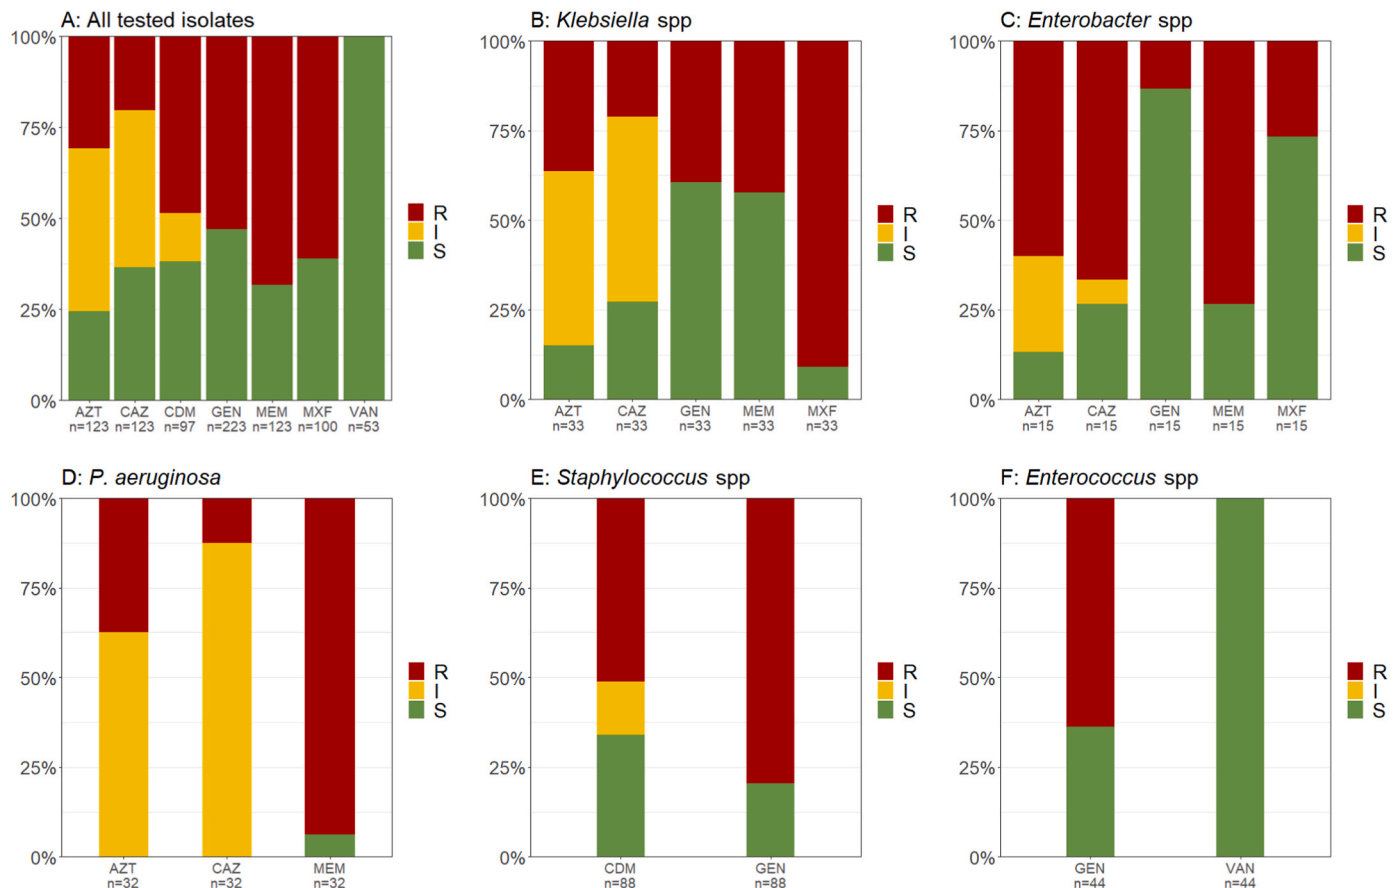 A: All tested isolates
100%
75%
50%
25%
0%
AZT CAZ CDM GEN MEM MXF VAN
n=123 n=123 n=97 n=223 n=123 n=100 n=53
R
I
S
B: Klebsiella spp
100%
75%
50%
25%
0%
AZT CAZ GEN MEM MXF
n=33 n=33 n=33 n=33 n=33
R
I
S
C: Enterobacter spp
100%
75%
50%
25%
0%
AZT CAZ GEN MEM MXF
n=15 n=15 n=15 n=15 n=15
R
I
S
D: P. aeruginosa
100%
75%
50%
25%
0%
AZT CAZ MEM
n=32 n=32 n=32
R
I
S
E: Staphylococcus spp
100%
75%
50%
25%
0%
CDM GEN
n=88 n=88
R
I
S
F: Enterococcus spp
100%
75%
50%
25%
0%
GEN VAN
n=44 n=44
R
I
S